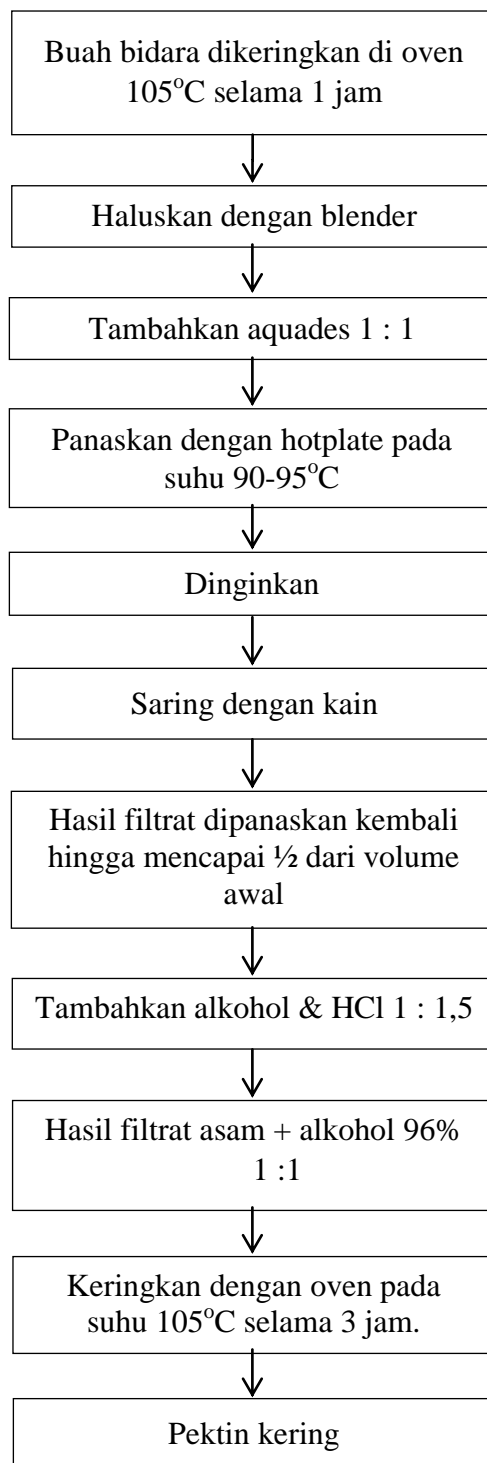 Buah bidara dikeringkan di oven
105°C selama 1 jam
Haluskan dengan blender
Tambahkan aquades 1 : 1
Panaskan dengan hotplate pada
suhu 90-95°C
Dinginkan
Saring dengan kain
Hasil filtrat dipanaskan kembali
hingga mencapai ½ dari volume
awal
Tambahkan alkohol & HCl 1 : 1,5
Hasil filtrat asam + alkohol 96%
1 :1
Keringkan dengan oven pada
suhu 105°C selama 3 jam.
Pektin kering